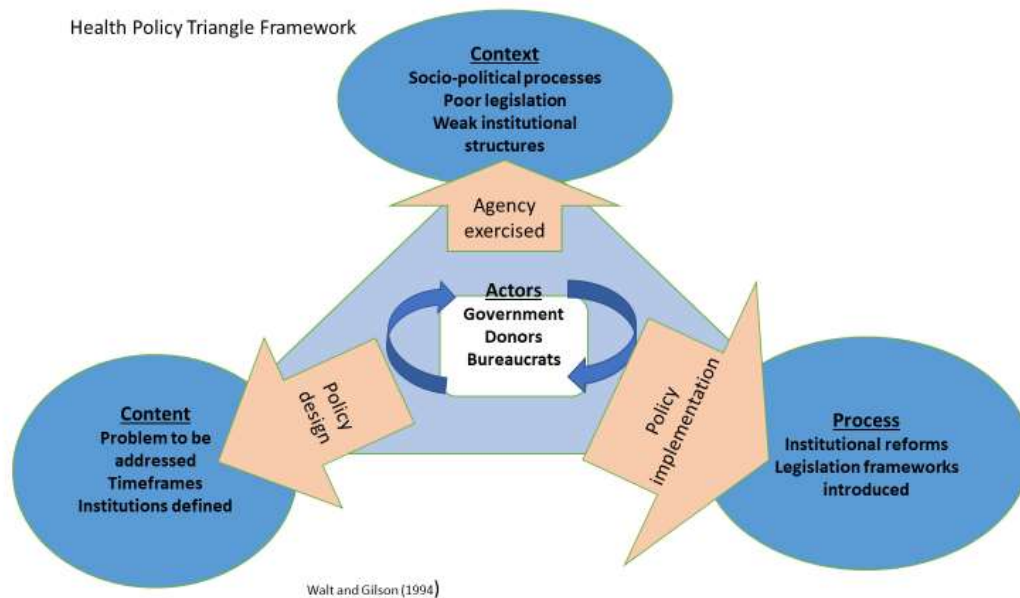 Health Policy Triangle Framework
Context
Socio-political processes
Poor legislation
Weak institutional
structures
Agency
exercised
Actors
Government
Donors
Bureaucrats
Policy
design
Policy
implementation
Content
Problem to be
addressed
Timeframes
Institutions defined
Process
Institutional reforms
Legislation frameworks
introduced
Walt and Gilson (1994)